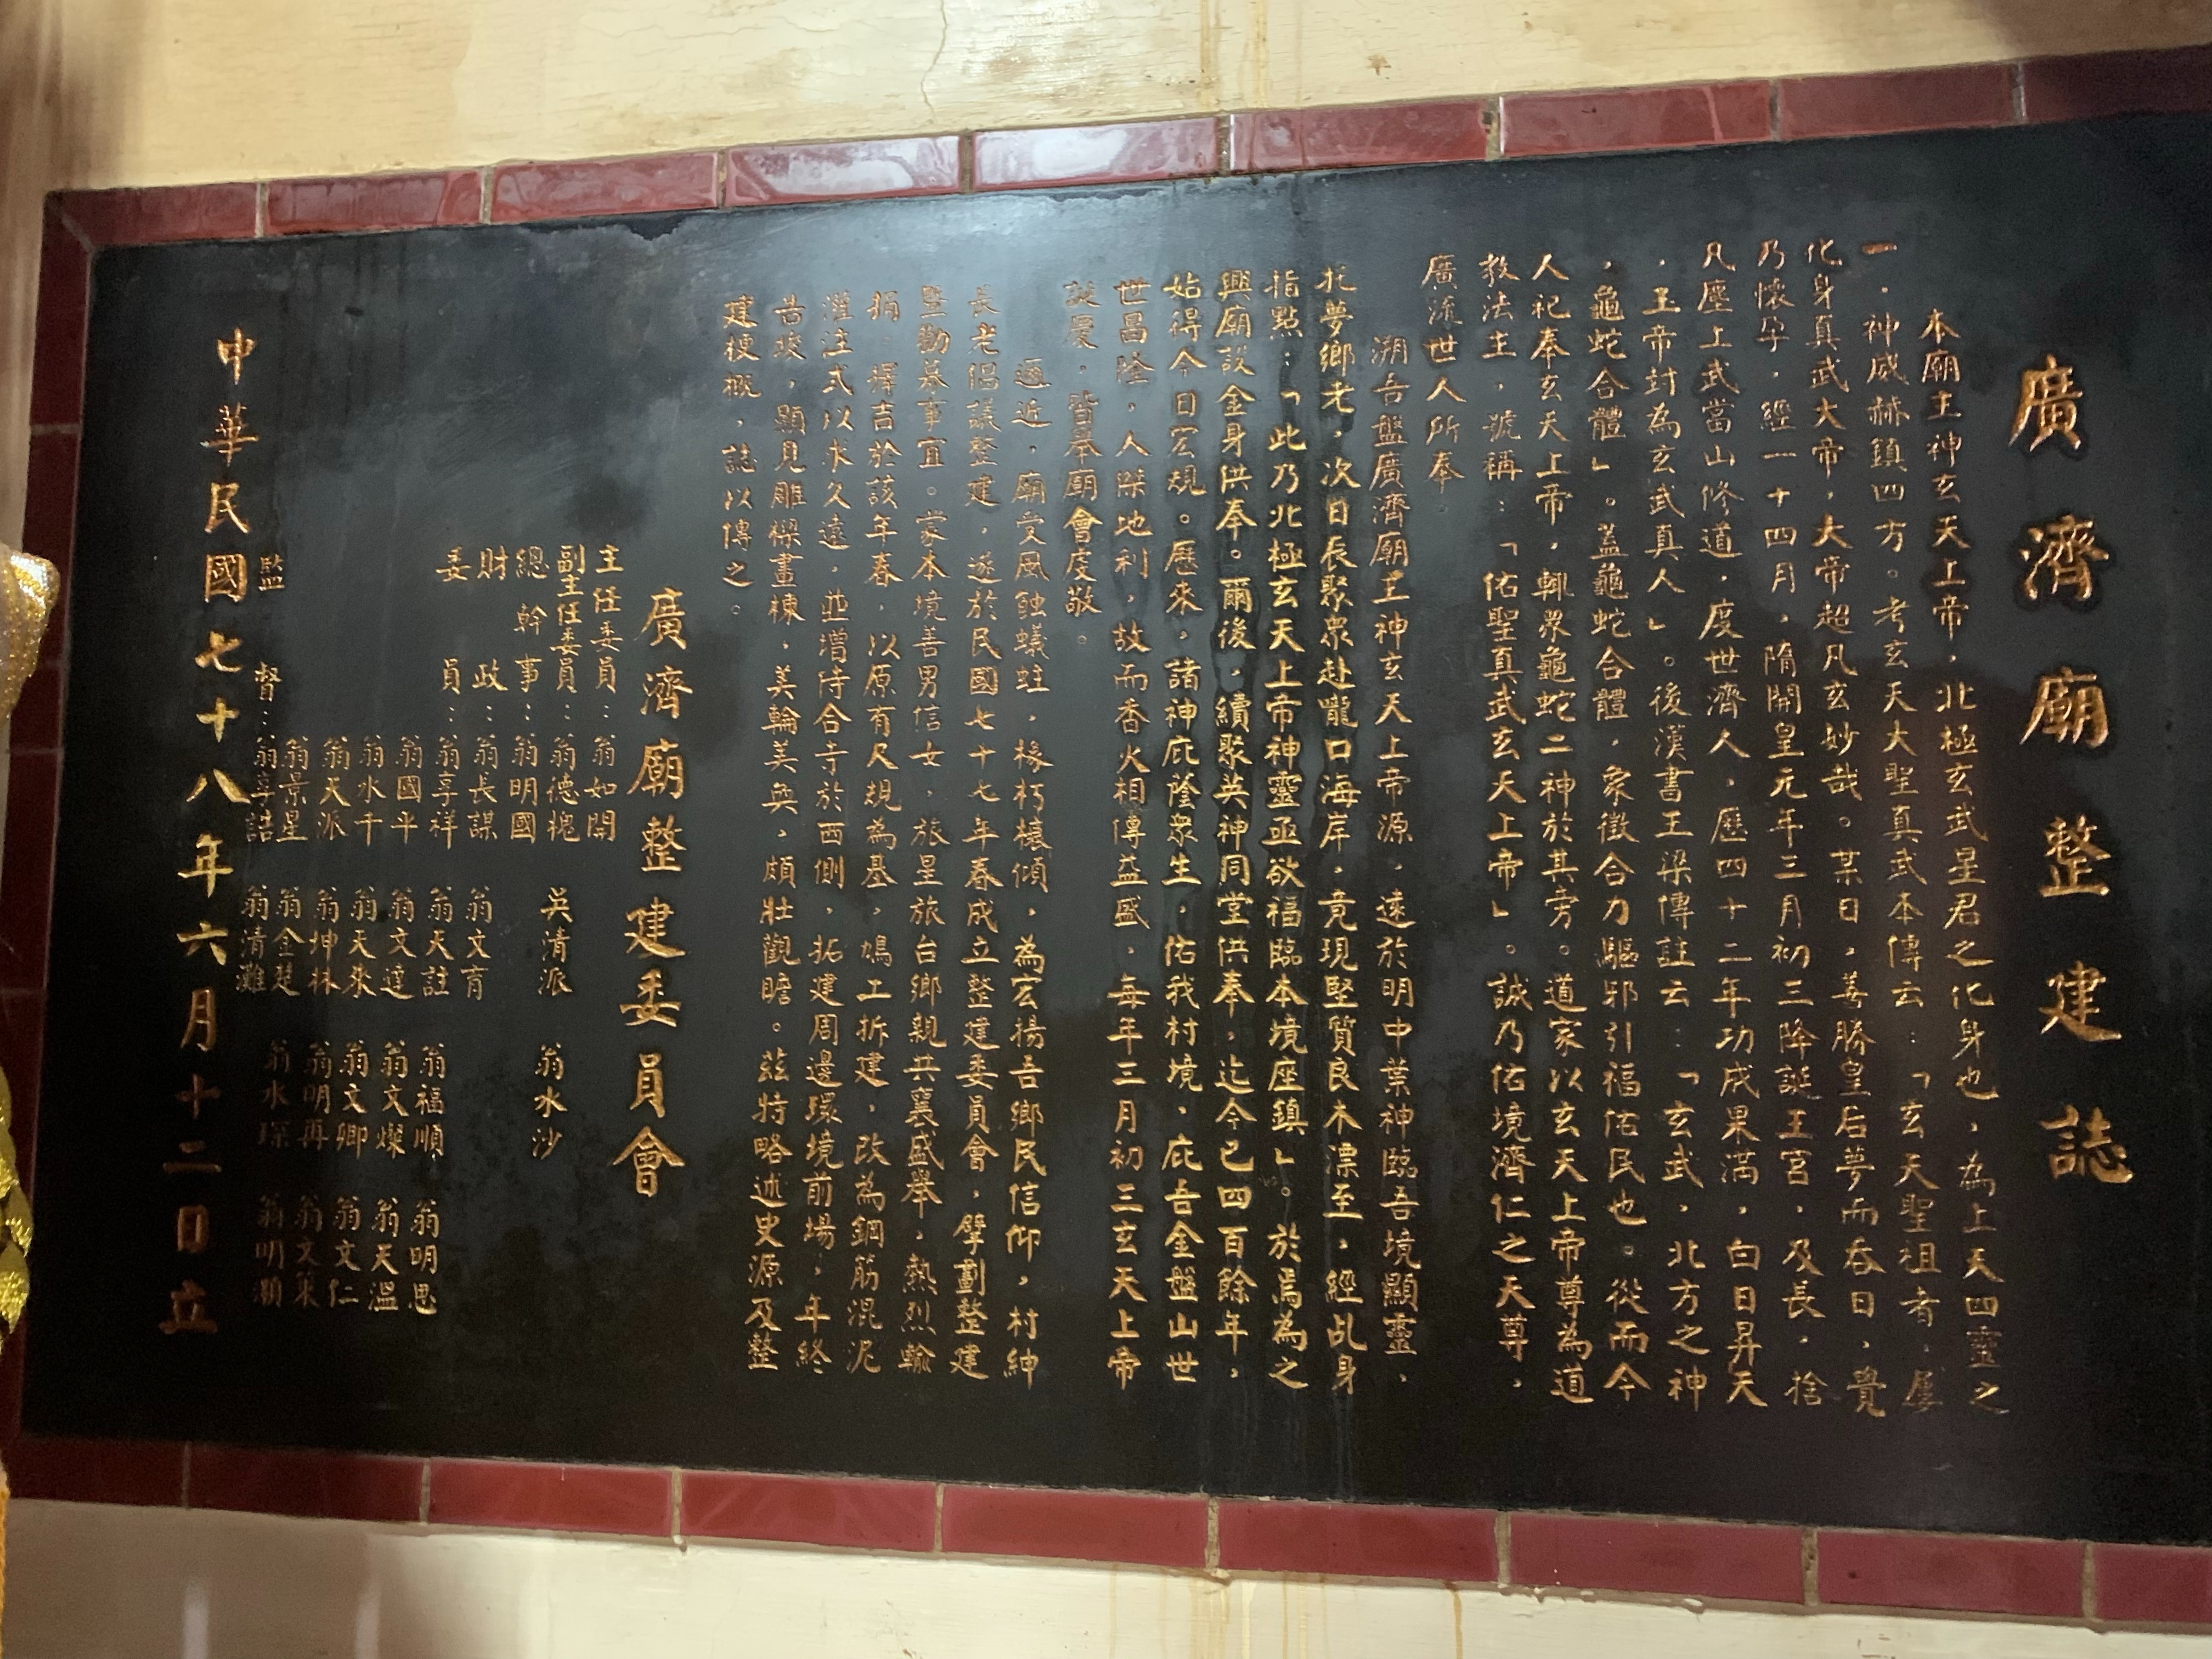 廣濟廟整建誌
本廟主神玄天上帝,北極玄武星君之化身也,為上天四靈之
一.神威赫鎮四方。考玄天大聖真武本傳云:「玄天聖祖者,屢
化身真武大帝,大帝超凡玄妙哉。某日,善勝皇后夢而吞日,覺
乃懷孕,經一十四月,隋開皇元年三月初三降誕王宮,及長,捨
凡塵上武當山修道,度世濟人,歷四十二年功成果滿,白日昇天
,玉帝封為玄武真人」。後漢書王梁傳註云:「玄武,北方之神
,龜蛇合體」。蓋龜蛇合體,象徵合力驅邪引福佑民也。從而今
人祀奉玄天上帝,輒眾龜蛇二神於其旁。道家以玄天上帝尊為道
教法主,號稱:「佑聖真武玄天上帝」。誠乃佑境濟仁之天尊,
廣流世人所奉。
溯吾盤廣濟廟主神玄天上帝源,遠於明中葉神臨吾境顯靈,
托夢鄉老,次日辰聚眾赴嚨口海岸,竟現堅質良木漂至,經乩身
指點:「此乃北極玄天上帝神靈亟欲福臨本境座鎮」。於焉為之
興廟設金身供奉。爾後,續聚英神同堂供奉,迄今已四百餘年,
始得今日宏規。歷來,諸神庇蔭眾生,佑我村境,庇吾金盤山世
世昌隆,人傑地利,故而香火相傳益盛,每年三月初三玄天上帝
誕慶,皆舉廟會虔敬。
邇近,廟受風蝕蟻蛀,椽朽樑傾,為宏揚吾鄉民信仰,村紳
長老倡議整建,遂於民國七十七年春成立整建委員會,擘劃整建
暨勸募事宜。蒙本境善男信女,旅星旅台鄉親共襄盛舉,熱烈輸
捐,擇吉於該年春,以原有尺規為基,鳩工拆建,改為鋼筋混泥
灌注式以求久遠,並增侍合寺於西側,拓建周邊環境前場,年終
告竣,顯見雕樑畫棟,美輪美奐,頗壯觀瞻。茲特略述史源及整
建梗概,誌以傳之。
廣濟廟整建委員會
主任委員:翁如開
副主任委員:翁德槐 吳清派 翁水沙
總幹事:翁明國
財政:翁長謀 翁文育
委員:翁享祥 翁天註 翁福順 翁明思
翁國平 翁文達 翁文燦 翁天溫
翁水干 翁天來 翁文卿 翁文仁
翁天派 翁坤林 翁明再 翁文東
翁景星 翁金楚 翁水琛 翁明灝
監督:翁享誥 翁清灘
中華民國七十八年六月十二日立